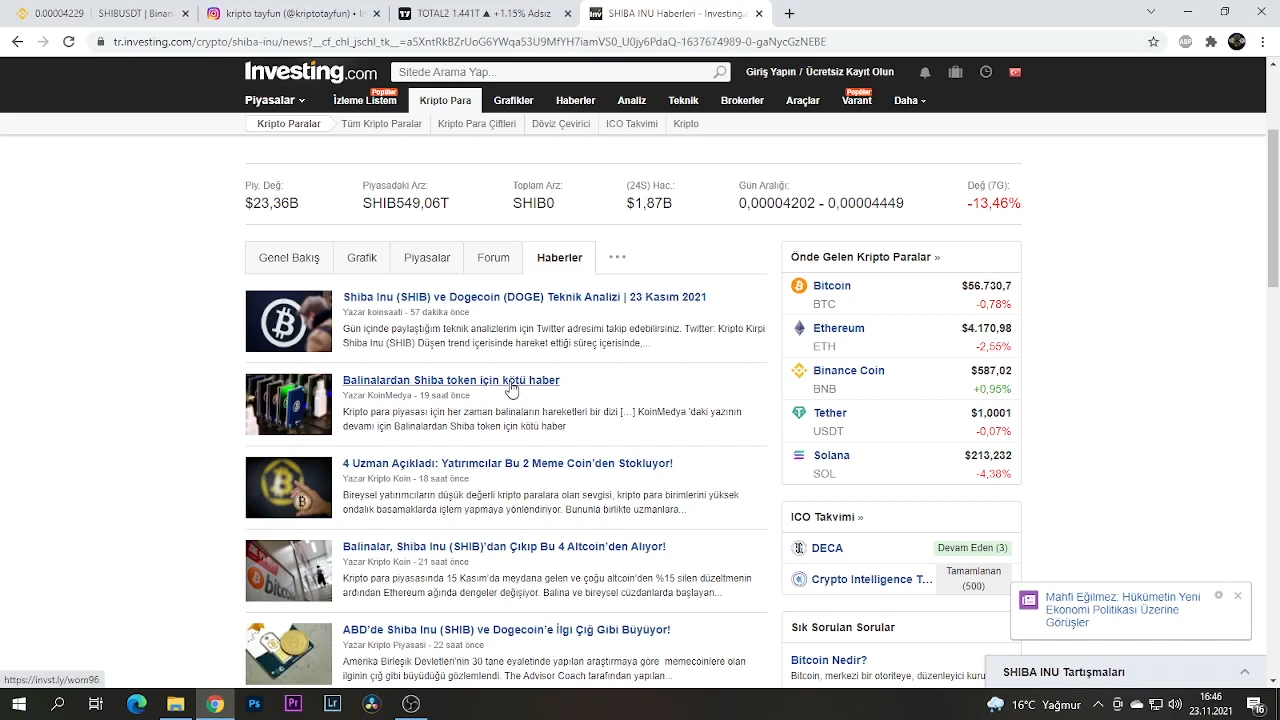 0.00004229 | SHIBUSDT | Binan
kripto tayfun (@kriptotayfun) • I
TOTAL2 1.441T ▲ +1.15% Adsız
SHIBA INU Haberleri - Investing.c
tr.investing.com/crypto/shiba-inu/news?__cf_chl_jschl_tk__=a5XntRkBZrUoG6YWqa53U9MfYH7iamVS0_U0jy6PdaQ-1637674989-0-gaNycGzNEBE
Investing.com
Sitede Arama Yap...
Giriş Yapın / Ücretsiz Kayıt Olun
Piyasalar
İzleme Listem
Popüler
Kripto Para
Grafikler
Haberler
Analiz
Teknik
Brokerler
Araçlar
Varant
Popüler
Daha
Kripto Paralar
Tüm Kripto Paralar
Kripto Para Çiftleri
Döviz Çevirici
ICO Takvimi
Kripto
Piy. Değ:
Piyasadaki Arz:
Toplam Arz:
(24S) Hac.:
Gün Aralığı:
Değ (7G):
$23,36B
SHIB549,06T
SHIB0
$1,87B
0,00004202 - 0,00004449
-13,46%
Genel Bakış
Grafik
Piyasalar
Forum
Haberler
Shiba Inu (SHIB) ve Dogecoin (DOGE) Teknik Analizi | 23 Kasım 2021
Yazar koinsaati - 57 dakika önce
Gün içinde paylaştığım teknik analizlerim için Twitter adresimi takip edebilirsiniz. Twitter: Kripto Kirpi
Shiba Inu (SHIB) Düşen trend içerisinde hareket ettiği süreç içerisinde,...
Balinalardan Shiba token için kötü haber
Yazar KoinMedya - 19 saat önce
Kripto para piyasası için her zaman balinaların hareketleri bir dizi […] KoinMedya 'daki yazının
devamı için Balinalardan Shiba token için kötü haber
4 Uzman Açıkladı: Yatırımcılar Bu 2 Meme Coin'den Stokluyor!
Yazar Kripto Koin - 18 saat önce
Bireysel yatırımcıların düşük değerli kripto paralara olan sevgisi, kripto para birimlerini yüksek
ondalık basamaklarda işlem yapmaya yönlendiriyor. Bununla birlikte uzmanlara...
Balinalar, Shiba Inu (SHIB)'dan Çıkıp Bu 4 Altcoin'den Alıyor!
Yazar Kripto Koin - 21 saat önce
Kripto para piyasasında 15 Kasım'da meydana gelen ve çoğu altcoin'den %15 silen düzeltmenin
ardından Ethereum ağında dengeler değişiyor. Balina ve bireysel cüzdanlarda başlayan...
ABD'de Shiba Inu (SHIB) ve Dogecoin'e İlgi Çığ Gibi Büyüyor!
Yazar Kripto Piyasasi - 22 saat önce
Amerika Birleşik Devletleri'nin 30 tane eyaletinde yapılan araştırmaya göre memecoinlere olan
ilginin çığ gibi büyüdüğü gözlemlendi. The Advisor Coach tarafından yapılan...
Önde Gelen Kripto Paralar »
Bitcoin $56.730,7
BTC -0,78%
Ethereum $4.170,98
ETH -2,55%
Binance Coin $587,02
BNB +0,95%
Tether $1,0001
USDT -0,07%
Solana $213,232
SOL -4,38%
ICO Takvimi »
DECA Devam Eden (3)
Crypto Intelligence T... Tamamlanan
(500)
Sık Sorulan Sorular
Bitcoin Nedir?
Bitcoin, merkezi bir otoriteye, düzenleyici kuru
Mahfi Eğilmez: Hükümetin Yeni
Ekonomi Politikası Üzerine
Görüşler
SHIBA INU Tartışmaları
https://invst.ly/wom96
Ps
Pr
Lr
16°C Yağmur
16:46
23.11.2021